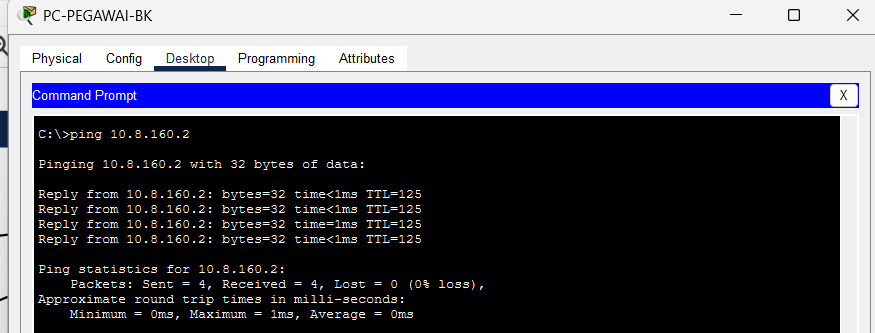 PC-PEGAWAI-BK
Physical Config Desktop Programming Attributes
Command Prompt X
C:\>ping 10.8.160.2
Pinging 10.8.160.2 with 32 bytes of data:
Reply from 10.8.160.2: bytes=32 time<1ms TTL=125
Reply from 10.8.160.2: bytes=32 time<1ms TTL=125
Reply from 10.8.160.2: bytes=32 time=1ms TTL=125
Reply from 10.8.160.2: bytes=32 time<1ms TTL=125
Ping statistics for 10.8.160.2:
Packets: Sent = 4, Received = 4, Lost = 0 (0% loss),
Approximate round trip times in milli-seconds:
Minimum = 0ms, Maximum = 1ms, Average = 0ms